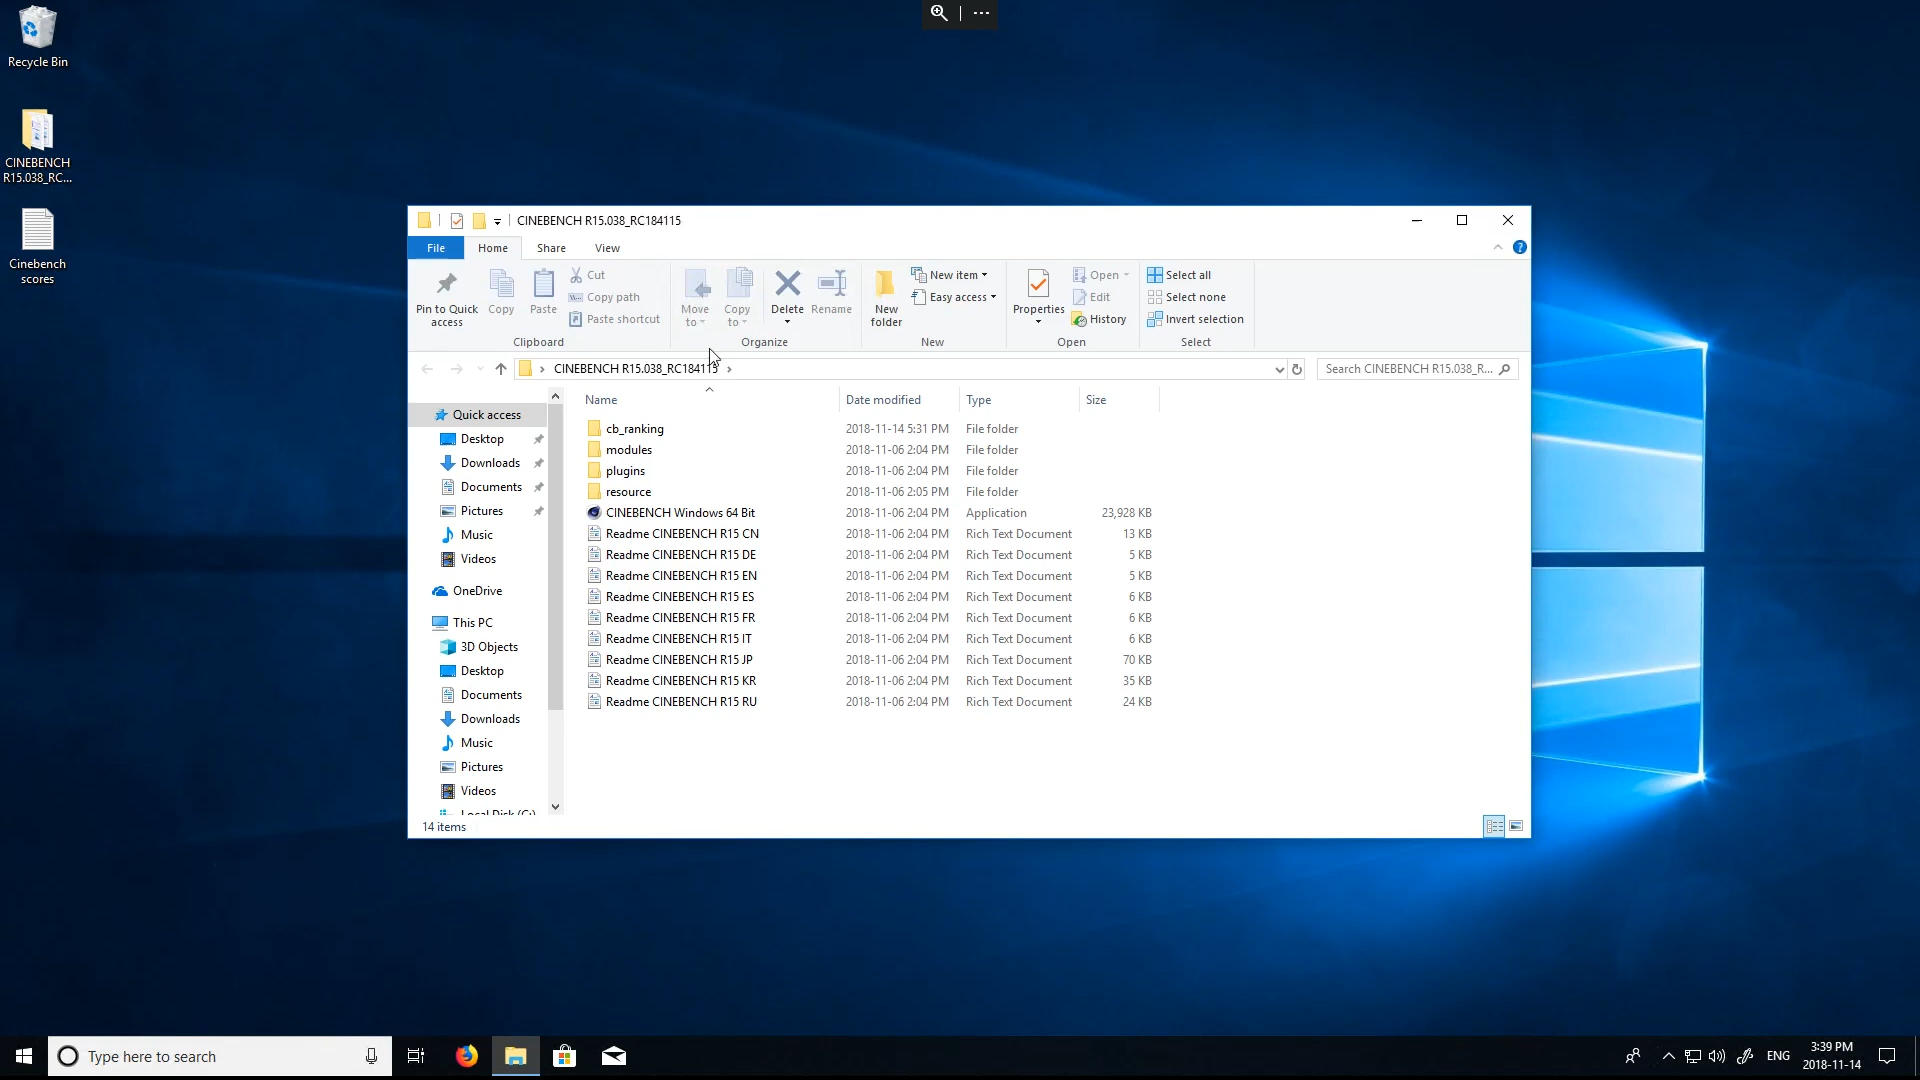 Recycle Bin
CINEBENCH
R15.038_RC...
Cinebench
scores
CINEBENCH R15.038_RC184115
File Home Share View
Pin to Quick
access
Copy
Paste
Cut
Copy path
Paste shortcut
Clipboard
Move
to
Copy
to
Delete
Rename
Organize
New
folder
New item
Easy access
New
Properties
Open
Edit
History
Open
Select all
Select none
Invert selection
Select
CINEBENCH R15.038_RC184115
Search CINEBENCH R15.038_R...
Quick access
Desktop
Downloads
Documents
Pictures
Music
Videos
OneDrive
This PC
3D Objects
Desktop
Documents
Downloads
Music
Pictures
Videos
Local Disk (C:)
Name Date modified Type Size
cb_ranking 2018-11-14 5:31 PM File folder
modules 2018-11-06 2:04 PM File folder
plugins 2018-11-06 2:04 PM File folder
resource 2018-11-06 2:05 PM File folder
CINEBENCH Windows 64 Bit 2018-11-06 2:04 PM Application 23,928 KB
Readme CINEBENCH R15 CN 2018-11-06 2:04 PM Rich Text Document 13 KB
Readme CINEBENCH R15 DE 2018-11-06 2:04 PM Rich Text Document 5 KB
Readme CINEBENCH R15 EN 2018-11-06 2:04 PM Rich Text Document 5 KB
Readme CINEBENCH R15 ES 2018-11-06 2:04 PM Rich Text Document 6 KB
Readme CINEBENCH R15 FR 2018-11-06 2:04 PM Rich Text Document 6 KB
Readme CINEBENCH R15 IT 2018-11-06 2:04 PM Rich Text Document 6 KB
Readme CINEBENCH R15 JP 2018-11-06 2:04 PM Rich Text Document 70 KB
Readme CINEBENCH R15 KR 2018-11-06 2:04 PM Rich Text Document 35 KB
Readme CINEBENCH R15 RU 2018-11-06 2:04 PM Rich Text Document 24 KB
14 items
Type here to search
ENG
3:39 PM
2018-11-14